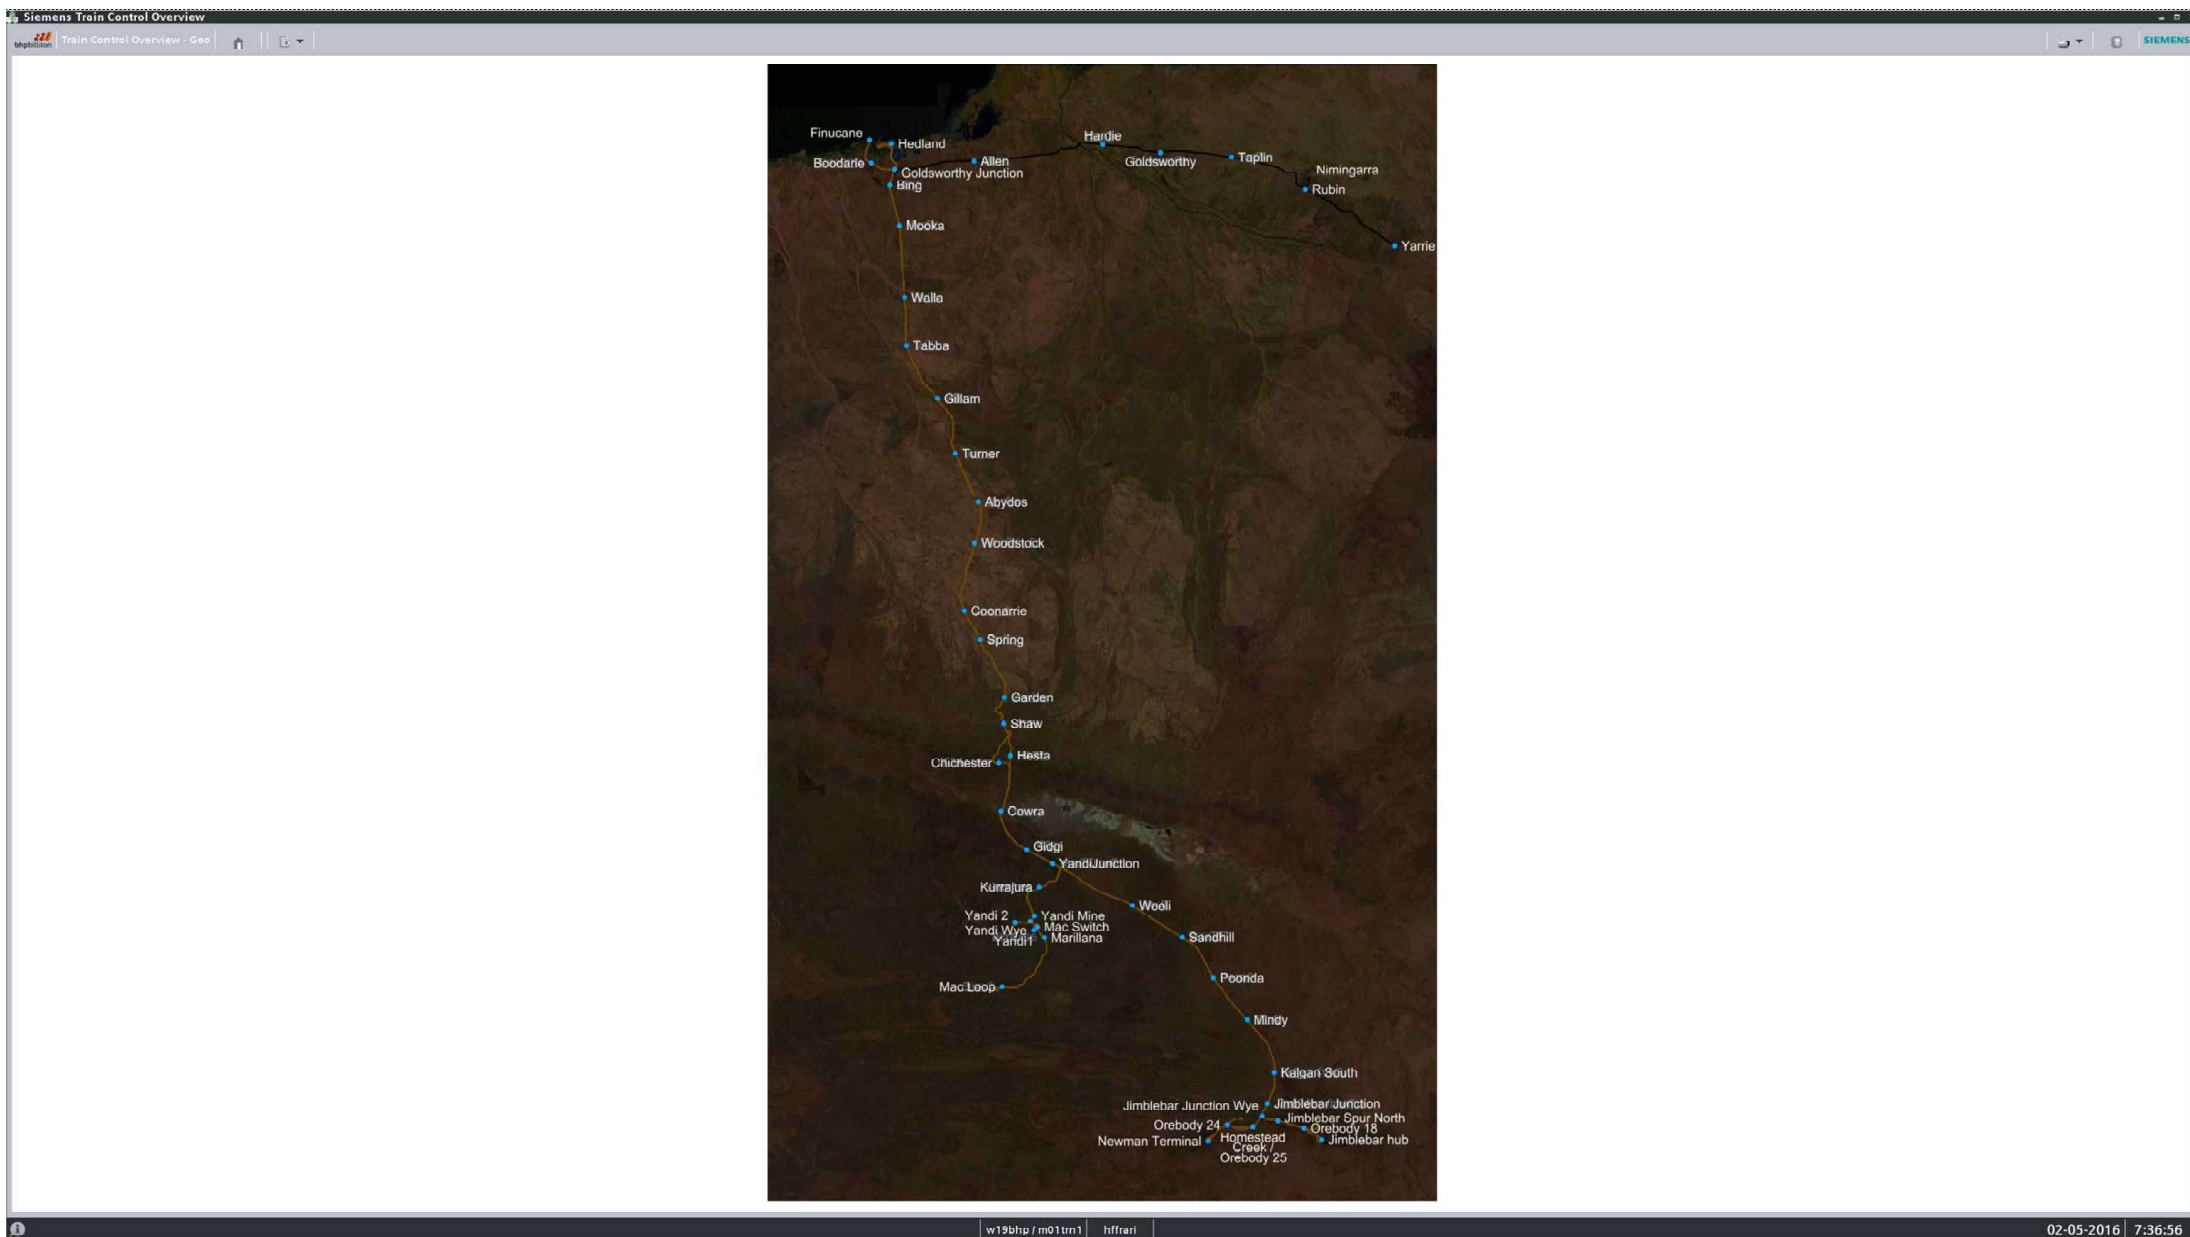 Siemens Train Control Overview
bhpbilliton
Train Control Overview - Geo
SIEMENS
Finucane
Hedland
Boodarie
Goldsworthy Junction
Bing
Allen
Hardie
Goldsworthy
Taplin
Nimingarra
Rubin
Yarrie
Mooka
Walla
Tabba
Gillam
Turner
Abydos
Woodstock
Coonarrie
Spring
Garden
Shaw
Hesta
Chichester
Cowra
Gidgi
YandiJunction
Kurrajura
Wooli
Yandi 2
Yandi Mine
Mac Switch
Yandi Wye
Yandi1
Marillana
Sandhill
Poonda
Mac Loop
Mindy
Kalgan South
Jimblebar Junction Wye
Jimblebar Junction
Jimblebar Spur North
Orebody 24
Orebody 18
Newman Terminal
Homestead
Creek /
Orebody 25
Jimblebar hub
w19bhp / m01trn1
hffrari
02-05-2016
7:36:56